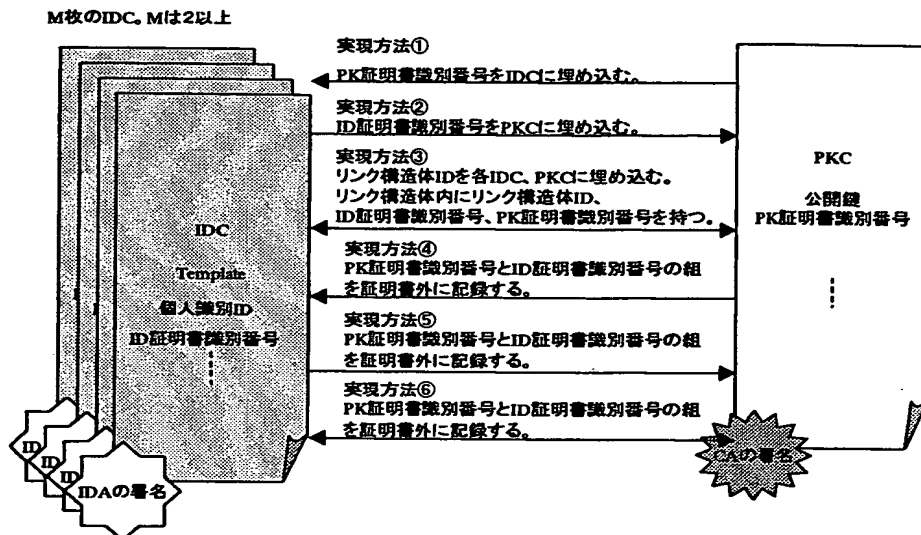 M枚のIDC。Mは2以上
実現方法①
PK証明書識別番号をIDCに埋め込む。
実現方法②
ID証明書識別番号をPKCに埋め込む。
実現方法③
リンク構造体IDを各IDC、PKCに埋め込む。
リンク構造体内にリンク構造体ID、
ID証明書識別番号、PK証明書識別番号を持つ。
実現方法④
PK証明書識別番号とID証明書識別番号の組
を証明書外に記録する。
実現方法⑤
PK証明書識別番号とID証明書識別番号の組
を証明書外に記録する。
実現方法⑥
PK証明書識別番号とID証明書識別番号の組
を証明書外に記録する。
IDC
Template
個人識別ID
ID証明書識別番号
ID
ID
ID
IDAの署名
PKC
公開鍵
PK証明書識別番号
CAの署名